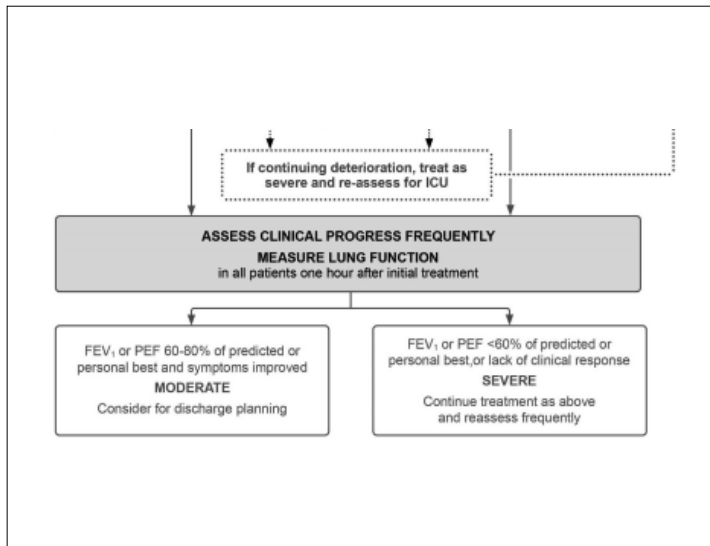 If continuing deterioration, treat as
severe and re-assess for ICU
ASSESS CLINICAL PROGRESS FREQUENTLY
MEASURE LUNG FUNCTION
in all patients one hour after initial treatment
FEV₁ or PEF 60-80% of predicted or
personal best and symptoms improved
MODERATE
Consider for discharge planning
FEV₁ or PEF <60% of predicted or
personal best,or lack of clinical response
SEVERE
Continue treatment as above
and reassess frequently